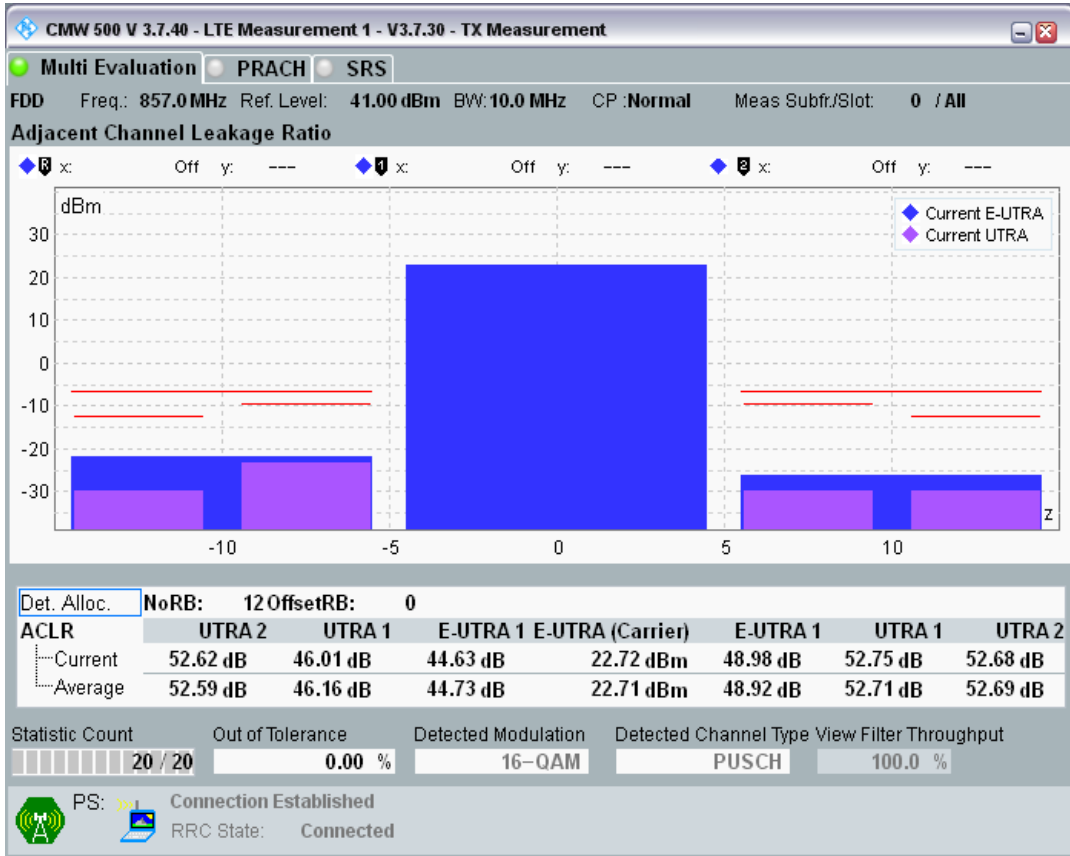 CMW 500 V 3.7.40 - LTE Measurement 1 - V3.7.30 - TX Measurement
Multi Evaluation PRACH SRS
FDD Freq.: 857.0 MHz Ref. Level: 41.00 dBm BW: 10.0 MHz CP :Normal Meas Subfr./Slot: 0 / All
Adjacent Channel Leakage Ratio
R x: Off y: --- 1 x: Off y: --- 2 x: Off y: ---
dBm
Current E-UTRA
Current UTRA
30
20
10
0
-10
-20
-30
z
-10 -5 0 5 10
Det. Alloc. NoRB: 12 OffsetRB: 0
ACLR UTRA 2 UTRA 1 E-UTRA 1 E-UTRA (Carrier) E-UTRA 1 UTRA 1 UTRA 2
Current 52.62 dB 46.01 dB 44.63 dB 22.72 dBm 48.98 dB 52.75 dB 52.68 dB
Average 52.59 dB 46.16 dB 44.73 dB 22.71 dBm 48.92 dB 52.71 dB 52.69 dB
Statistic Count Out of Tolerance Detected Modulation Detected Channel Type View Filter Throughput
20 / 20 0.00 % 16-QAM PUSCH 100.0 %
PS: Connection Established
RRC State: Connected